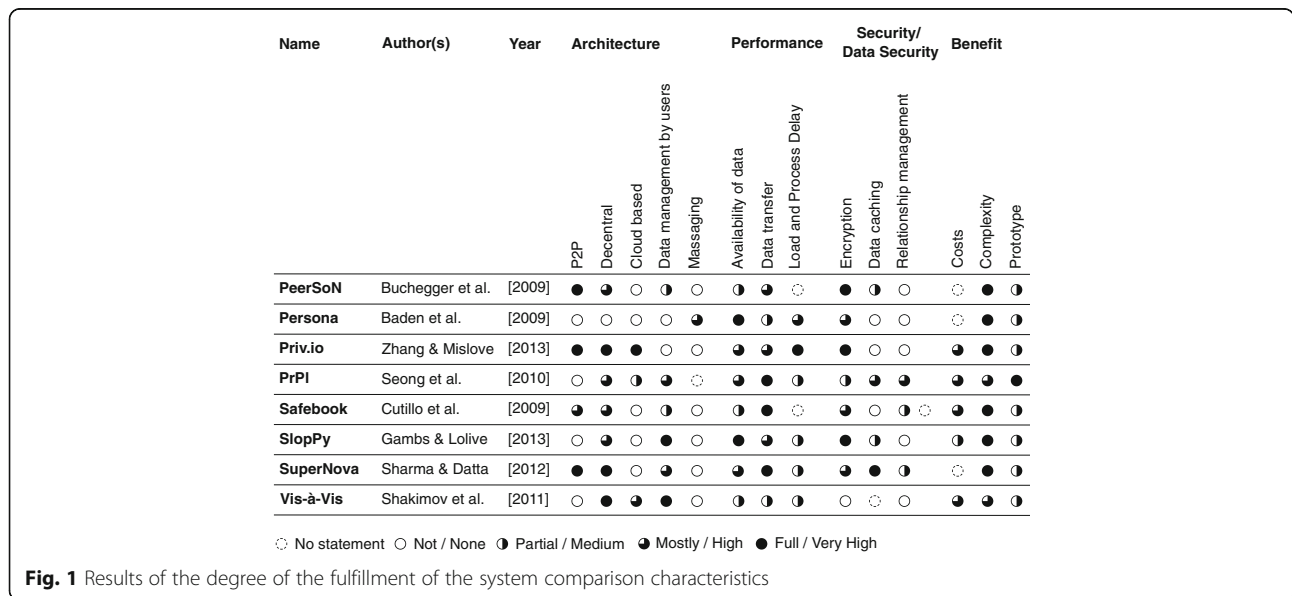 Name Author(s) Year Architecture Performance Security/ Data Security Benefit
P2P
Decentral
Cloud based
Data management by users
Massaging
Availability of data
Data transfer
Load and Process Delay
Encryption
Data caching
Relationship management
Costs
Complexity
Prototype
PeerSoN Buchegger et al. [2009]
Persona Baden et al. [2009]
Priv.io Zhang & Mislove [2013]
PrPl Seong et al. [2010]
Safebook Cutillo et al. [2009]
SlopPy Gambs & Lolive [2013]
SuperNova Sharma & Datta [2012]
Vis-à-Vis Shakimov et al. [2011]
No statement Not / None Partial / Medium Mostly / High Full / Very High
Fig. 1 Results of the degree of the fulfillment of the system comparison characteristics